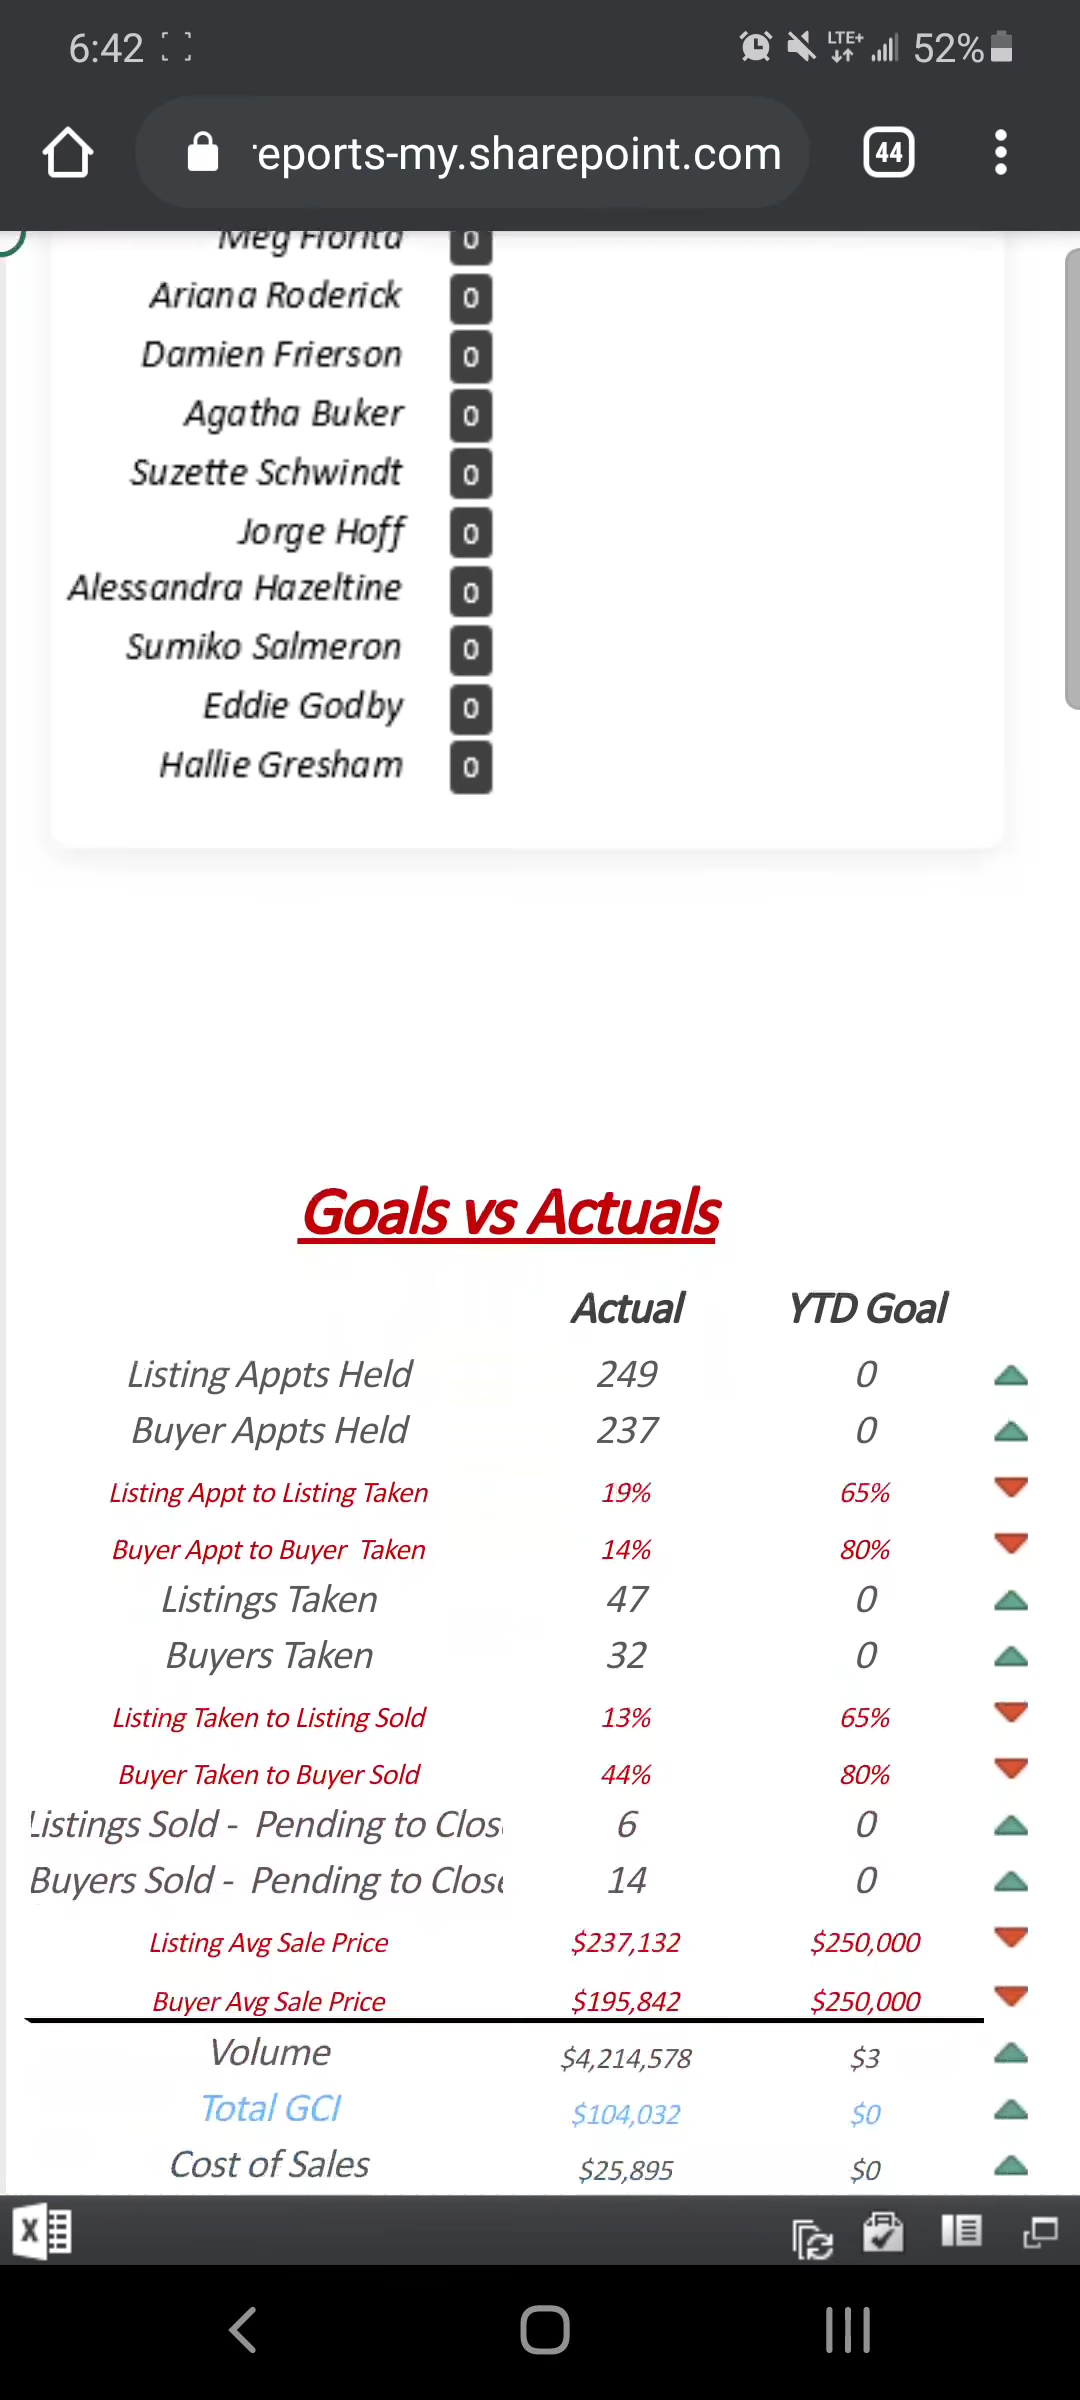 6:42 LTE+ 52%
eports-my.sharepoint.com 44
Meg Fiorita 0
Ariana Roderick 0
Damien Frierson 0
Agatha Buker 0
Suzette Schwindt 0
Jorge Hoff 0
Alessandra Hazeltine 0
Sumiko Salmeron 0
Eddie Godby 0
Hallie Gresham 0
Goals vs Actuals
Actual YTD Goal
Listing Appts Held 249 0
Buyer Appts Held 237 0
Listing Appt to Listing Taken 19% 65%
Buyer Appt to Buyer Taken 14% 80%
Listings Taken 47 0
Buyers Taken 32 0
Listing Taken to Listing Sold 13% 65%
Buyer Taken to Buyer Sold 44% 80%
Listings Sold - Pending to Clos 6 0
Buyers Sold - Pending to Close 14 0
Listing Avg Sale Price $237,132 $250,000
Buyer Avg Sale Price $195,842 $250,000
Volume $4,214,578 $3
Total GCI $104,032 $0
Cost of Sales $25,895 $0
X